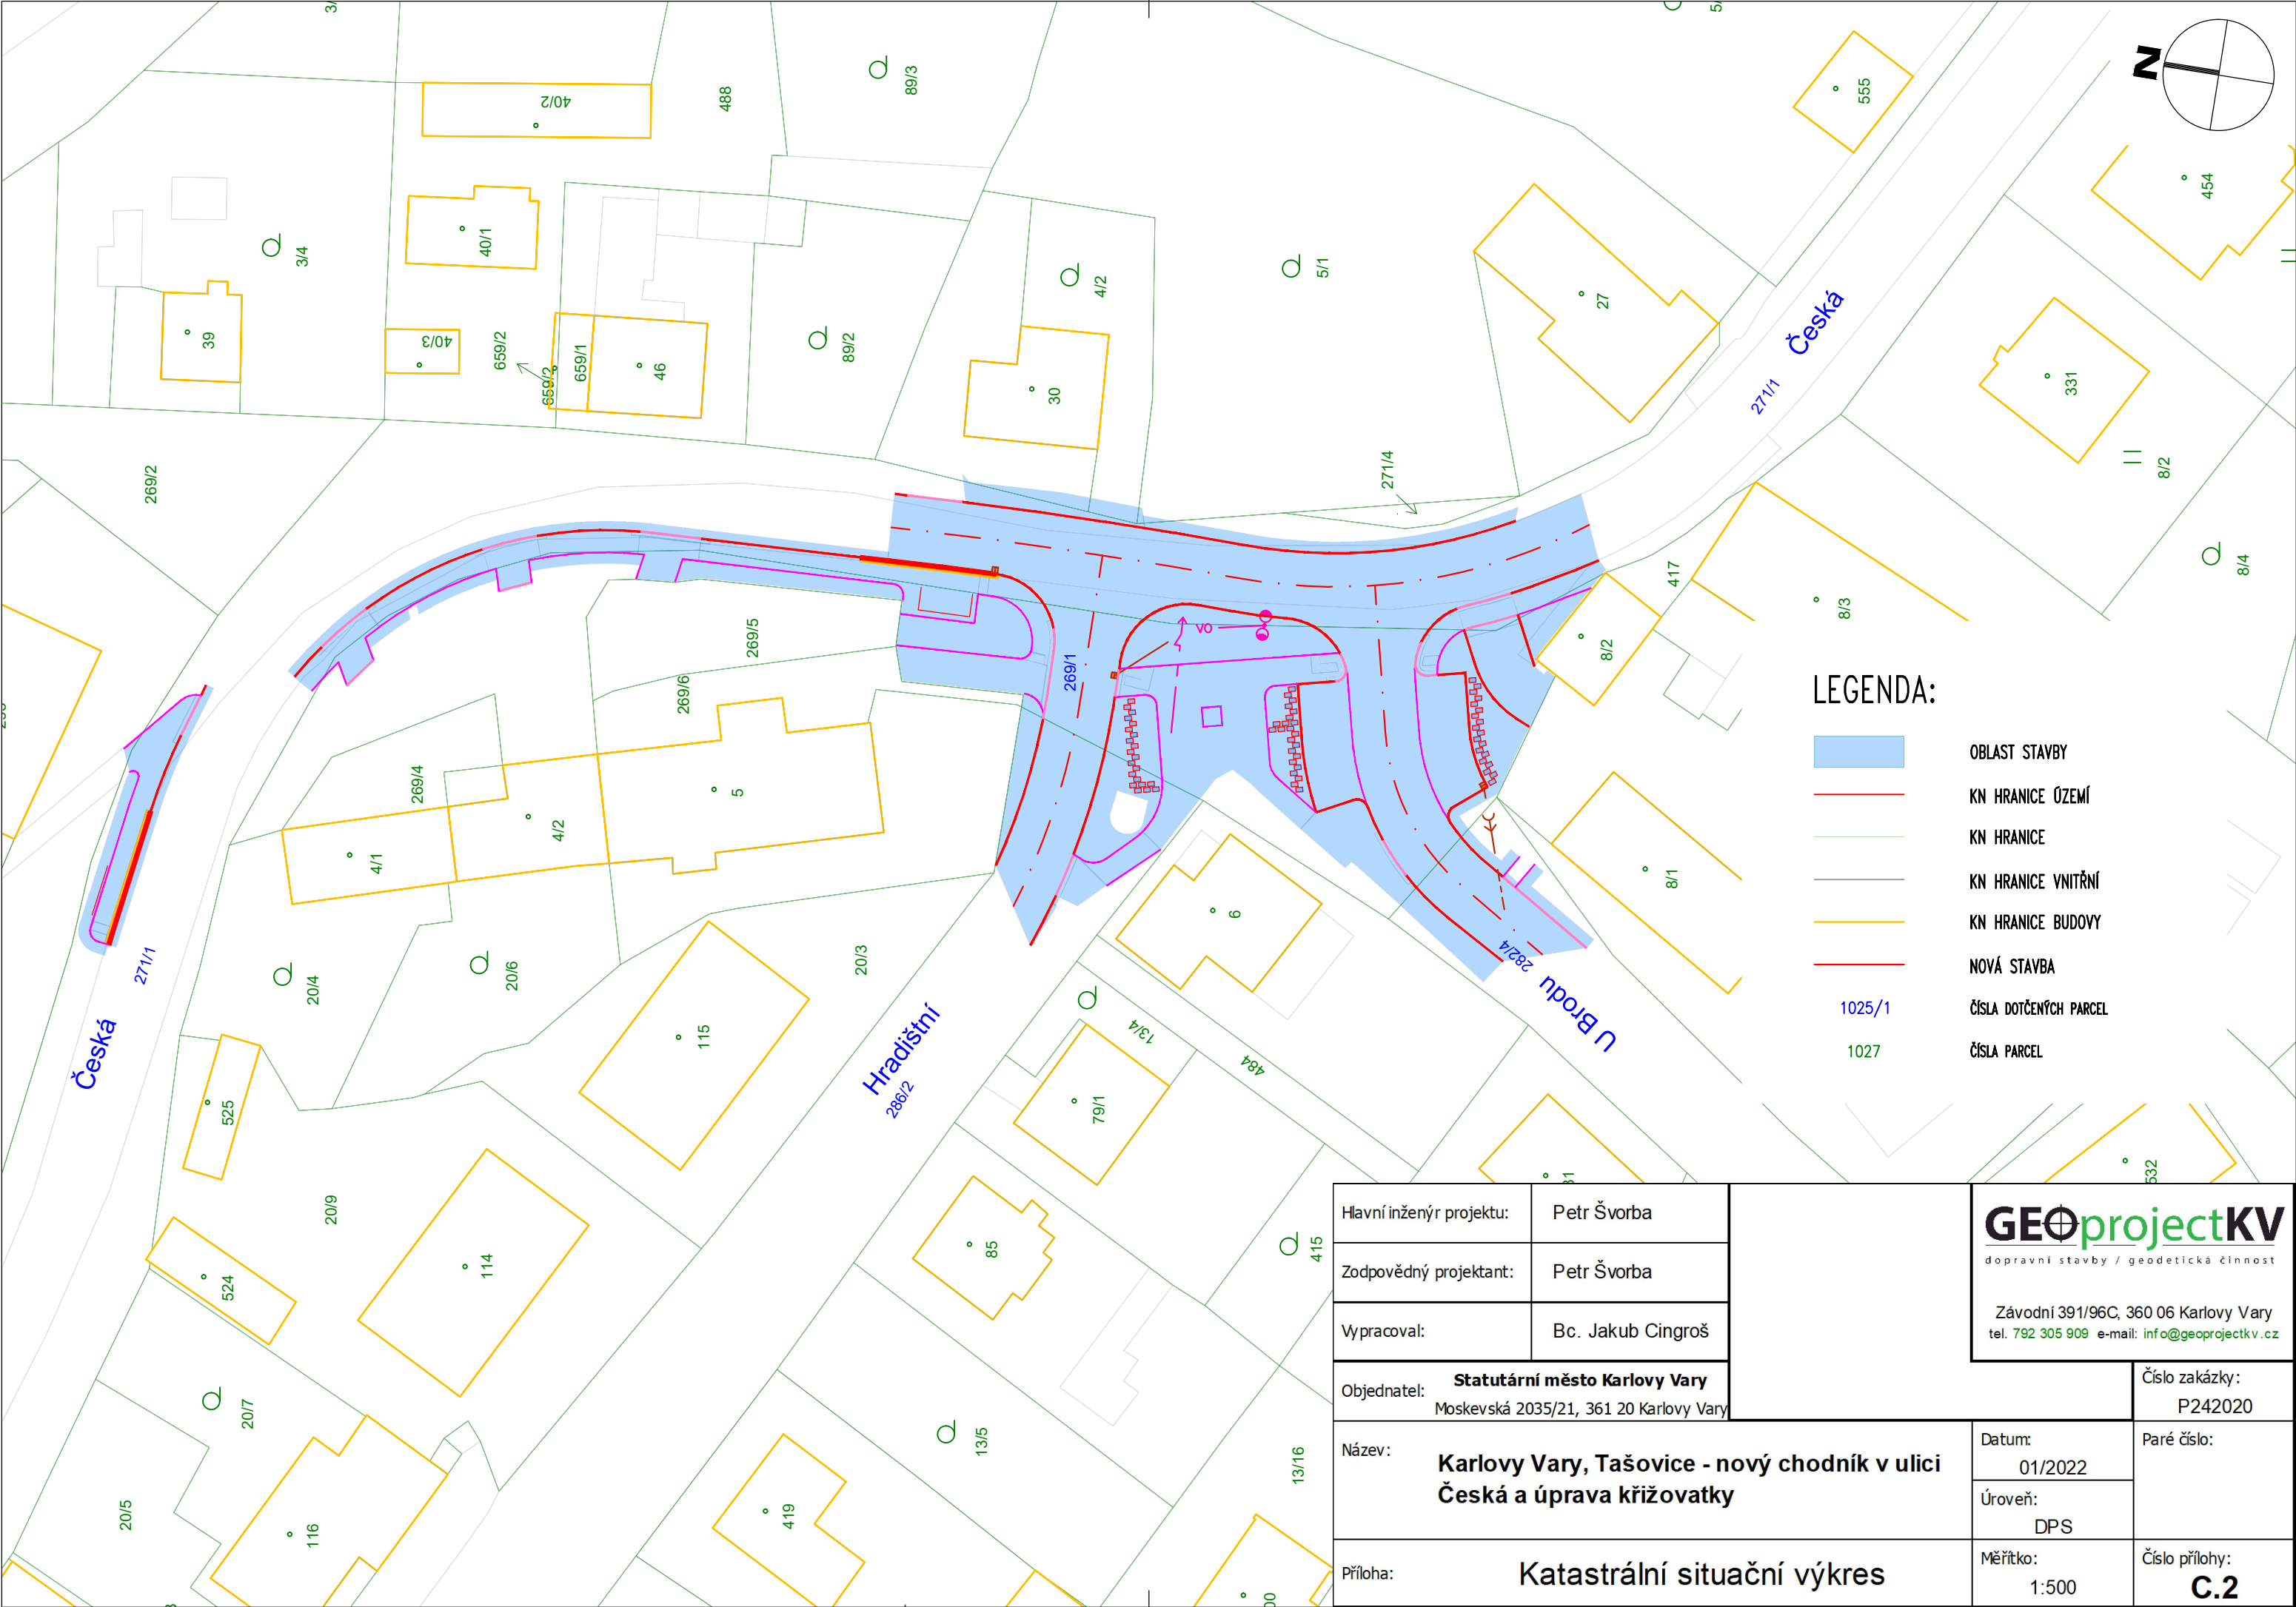 N
40/2
488
89/3
555
454
3/4
40/1
4/2
5/1
27
39
40/3
659/2
659/2
659/1
46
89/2
30
Česká
271/1
331
269/2
271/4
8/2
417
8/4
8/3
8/2
269/5
269/6
269/1
VO
269/4
5
4/2
4/1
8/1
6
282/4
U Brodu
271/1
Česká
20/4
20/6
20/3
115
Hradištní
286/2
13/4
484
79/1
525
20/9
114
524
85
415
532
20/7
13/5
13/16
20/5
116
419
LEGENDA:
OBLAST STAVBY
KN HRANICE ÚZEMÍ
KN HRANICE
KN HRANICE VNITŘNÍ
KN HRANICE BUDOVY
NOVÁ STAVBA
1025/1 ČÍSLA DOTČENÝCH PARCEL
1027 ČÍSLA PARCEL
Hlavní inženýr projektu: Petr Švorba
Zodpovědný projektant: Petr Švorba
Vypracoval: Bc. Jakub Cingroš
Objednatel: Statutární město Karlovy Vary
Moskevská 2035/21, 361 20 Karlovy Vary
GEOprojectKV
dopravní stavby / geodetická činnost
Závodní 391/96C, 360 06 Karlovy Vary
tel. 792 305 909 e-mail: info@geoprojectkv.cz
Číslo zakázky:
P242020
Název: Karlovy Vary, Tašovice - nový chodník v ulici
Česká a úprava křižovatky
Datum:
01/2022
Paré číslo:
Úroveň:
DPS
Příloha: Katastrální situační výkres
Měřítko:
1:500
Číslo přílohy:
C.2